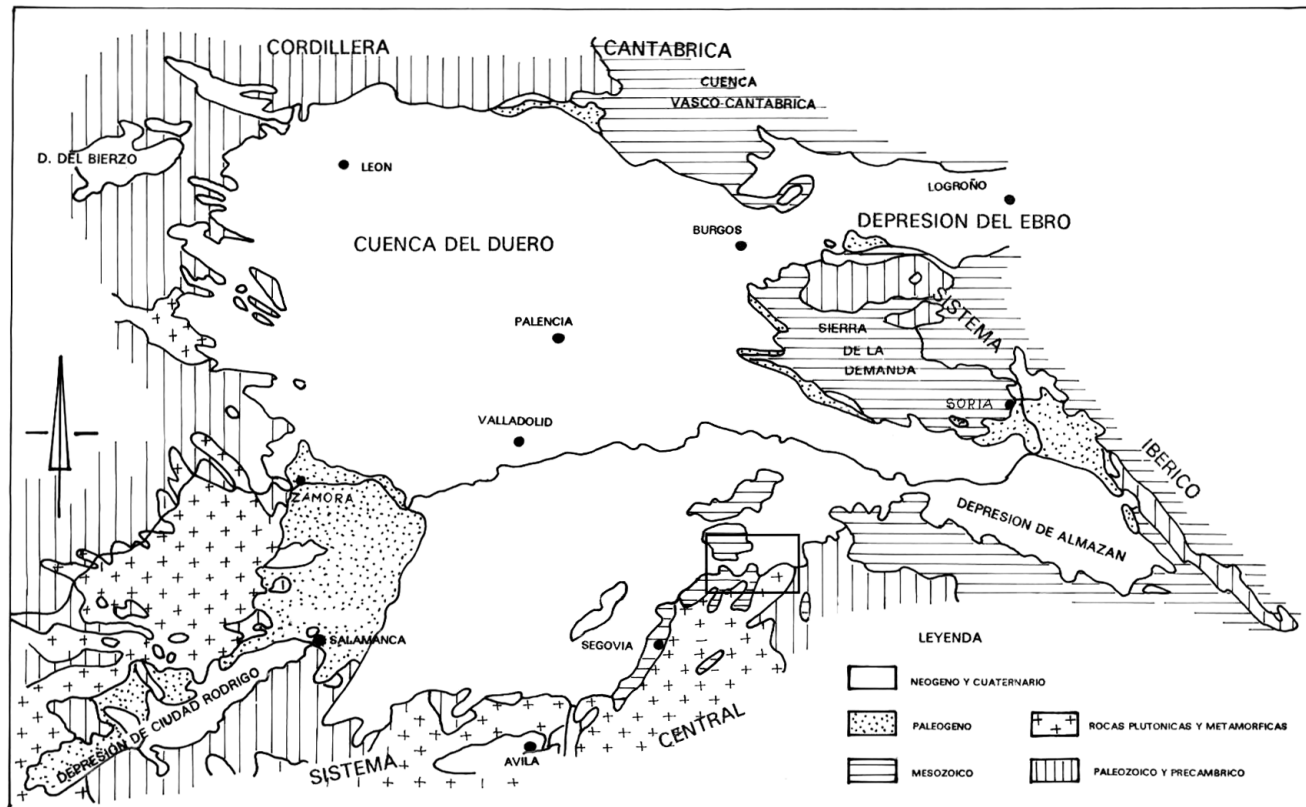 CORDILLERA
CANTABRICA
CUENCA
VASCO-CANTABRICA
D. DEL BIERZO
LEON
LOGROÑO
DEPRESION DEL EBRO
BURGOS
CUENCA DEL DUERO
SISTEMA
PALENCIA
SIERRA
DE LA
DEMANDA
SORIA
VALLADOLID
IBERICO
ZAMORA
DEPRESION DE ALMAZAN
SALAMANCA
SEGOVIA
DEPRESION DE CIUDAD RODRIGO
CENTRAL
SISTEMA
AVILA
LEYENDA
NEOGENO Y CUATERNARIO
PALEOGENO
ROCAS PLUTONICAS Y METAMORFICAS
MESOZOICO
PALEOZOICO Y PRECAMBRICO